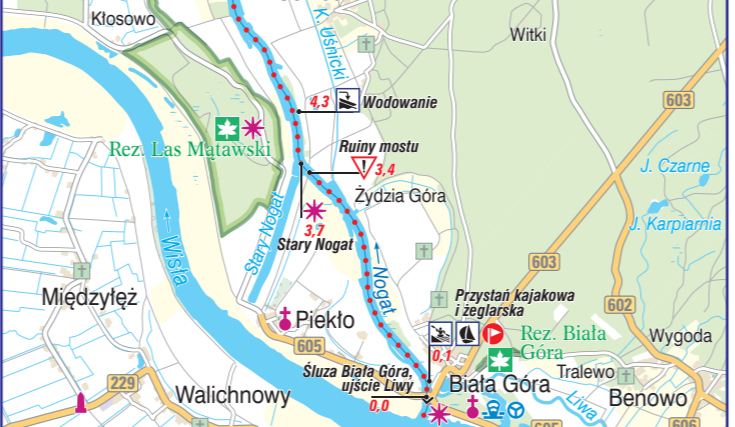 Kłosowo
K. Uśnicki
Witki
603
4,3
Wodowanie
Rez. Las Mątawski
Ruiny mostu
!
3,4
J. Czarne
Żydzia Góra
J. Karpiarnia
3,7
Stary Nogat
Stary Nogat
← Wisła
← Nogat
603
Międzyłęż
Przystań kajakowa
i żeglarska
602
Piekło
605
Rez. Biała
Góra
Wygoda
0,1
Śluza Biała Góra,
ujście Liwy
Tralewo
229
Walichnowy
0,0
Biała Góra
Liwa
Benowo
605
606